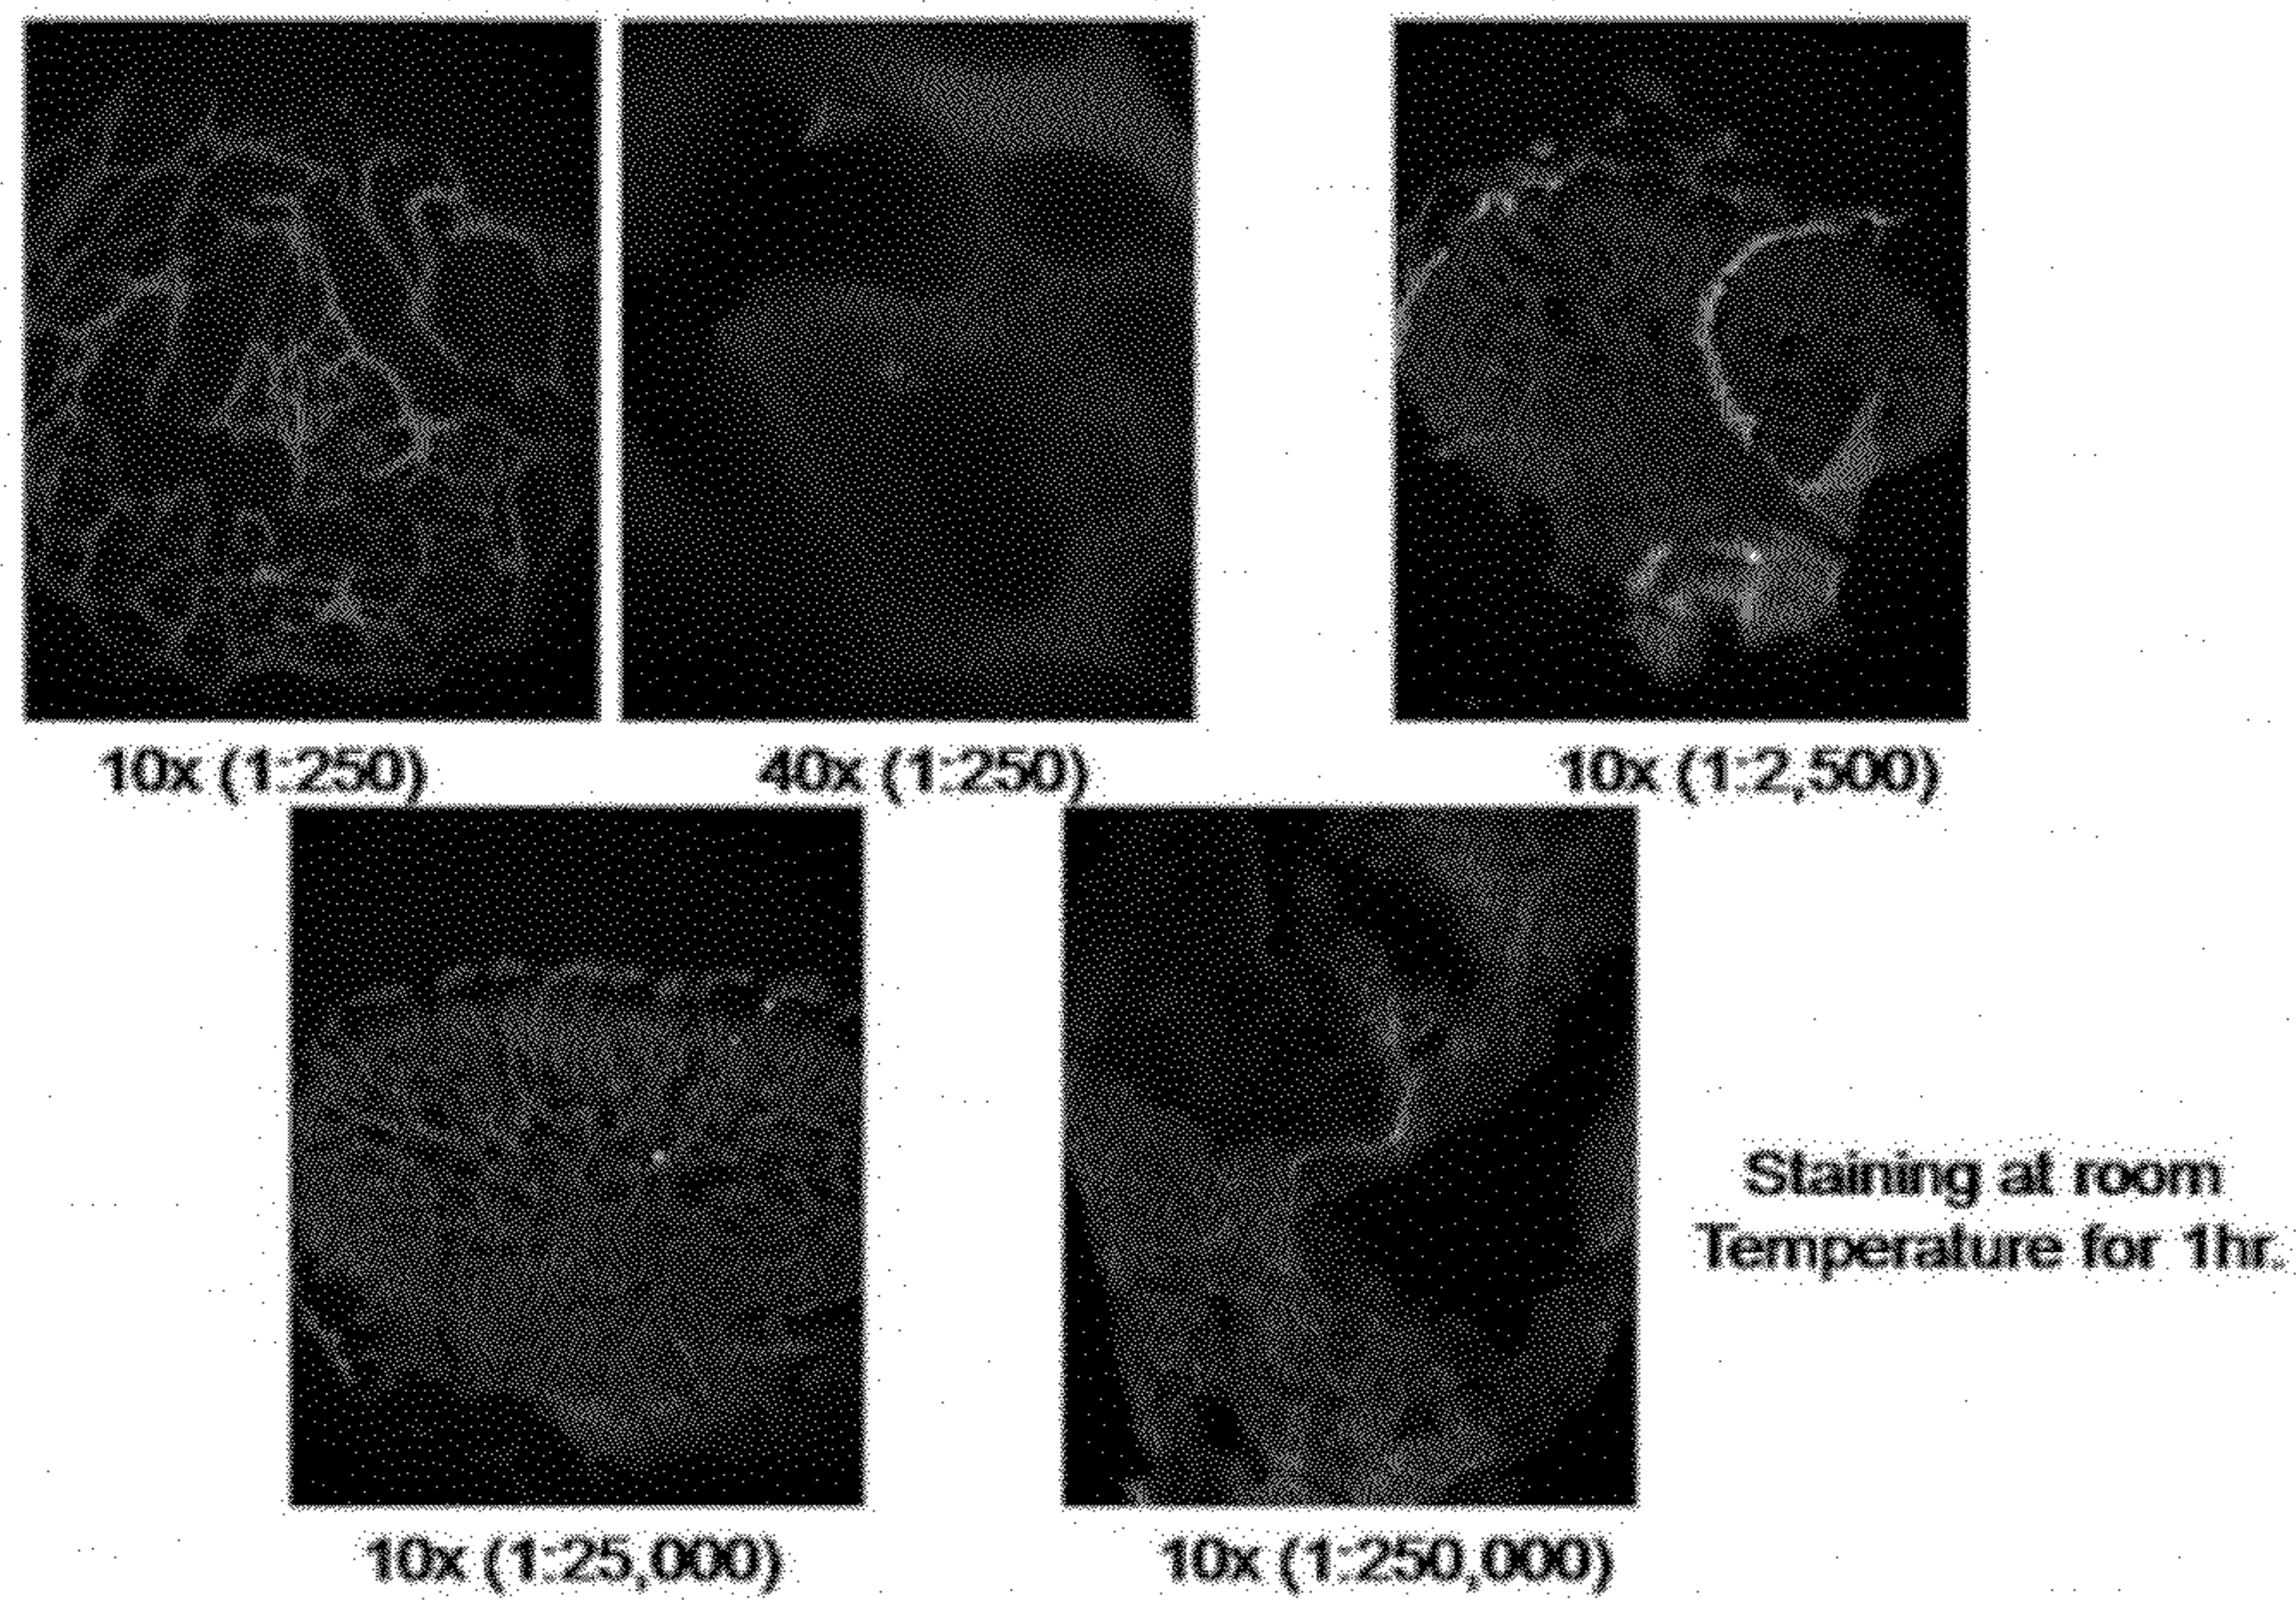 10x (1:250)
40x (1:250)
10x (1:2,500)
10x (1:25,000)
10x (1:250,000)
Staining at room
Temperature for 1hr.